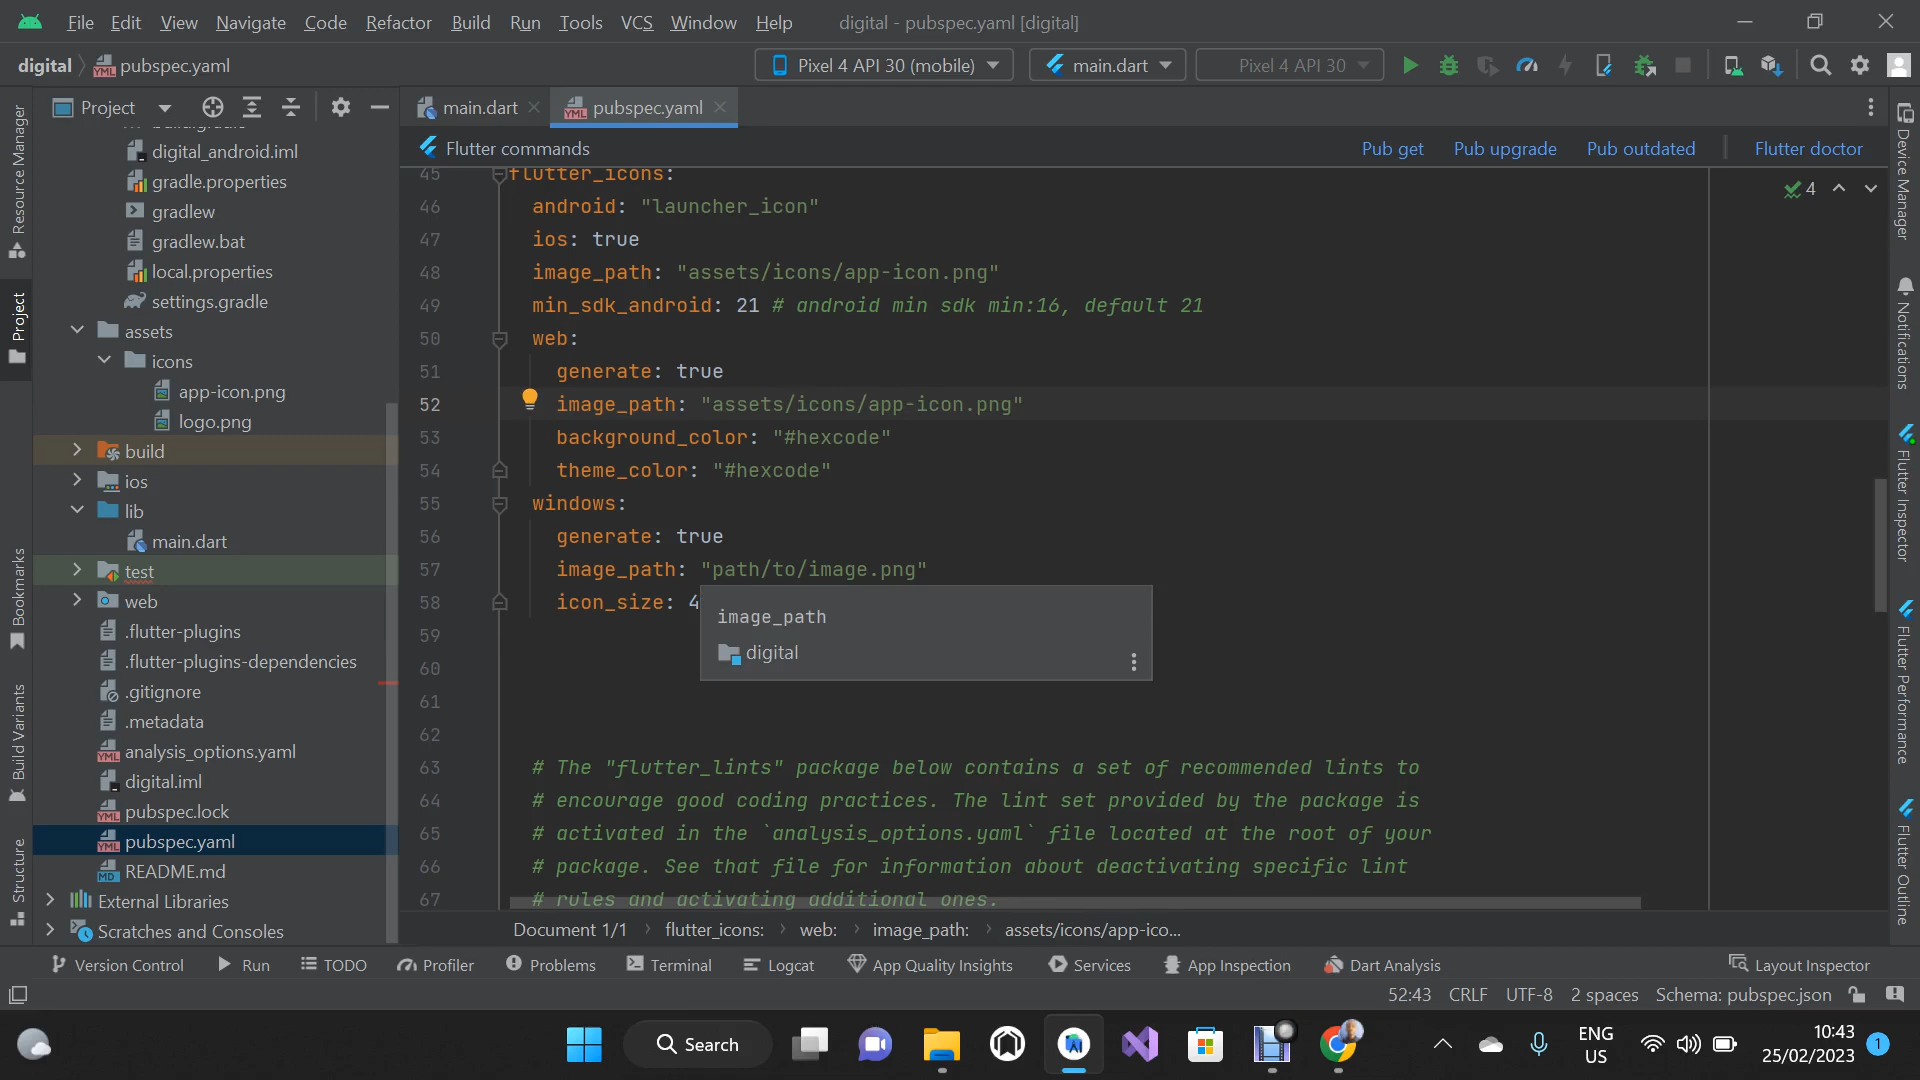 File Edit View Navigate Code Refactor Build Run Tools VCS Window Help digital - pubspec.yaml [digital]
digital pubspec.yaml Pixel 4 API 30 (mobile) main.dart Pixel 4 API 30
Project
main.dart pubspec.yaml
Flutter commands Pub get Pub upgrade Pub outdated Flutter doctor
Resource Manager
Project
Bookmarks
Build Variants
Structure
build.gradle
digital_android.iml
gradle.properties
gradlew
gradlew.bat
local.properties
settings.gradle
assets
icons
app-icon.png
logo.png
build
ios
lib
main.dart
test
web
.flutter-plugins
.flutter-plugins-dependencies
.gitignore
.metadata
analysis_options.yaml
digital.iml
pubspec.lock
pubspec.yaml
README.md
External Libraries
Scratches and Consoles
4
45 flutter_icons:
46 android: "launcher_icon"
47 ios: true
48 image_path: "assets/icons/app-icon.png"
49 min_sdk_android: 21 # android min sdk min:16, default 21
50 web:
51 generate: true
52 image_path: "assets/icons/app-icon.png"
53 background_color: "#hexcode"
54 theme_color: "#hexcode"
55 windows:
56 generate: true
57 image_path: "path/to/image.png"
58 icon_size: 4
image_path
digital
59
60
61
62
63 # The "flutter_lints" package below contains a set of recommended lints to
64 # encourage good coding practices. The lint set provided by the package is
65 # activated in the `analysis_options.yaml` file located at the root of your
66 # package. See that file for information about deactivating specific lint
67 # rules and activating additional ones.
Device Manager
Notifications
Flutter Inspector
Flutter Performance
Flutter Outline
Document 1/1 flutter_icons: web: image_path: assets/icons/app-ico...
Version Control Run TODO Profiler Problems Terminal Logcat App Quality Insights Services App Inspection Dart Analysis Layout Inspector
52:43 CRLF UTF-8 2 spaces Schema: pubspec.json
Search
ENG
US
10:43
25/02/2023
1